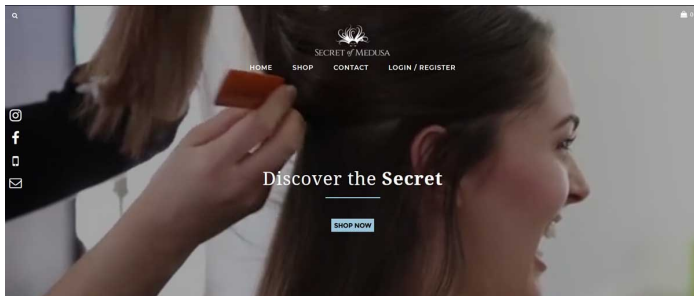 SECRET of MEDUSA
HOME SHOP CONTACT LOGIN / REGISTER
Discover the Secret
SHOP NOW